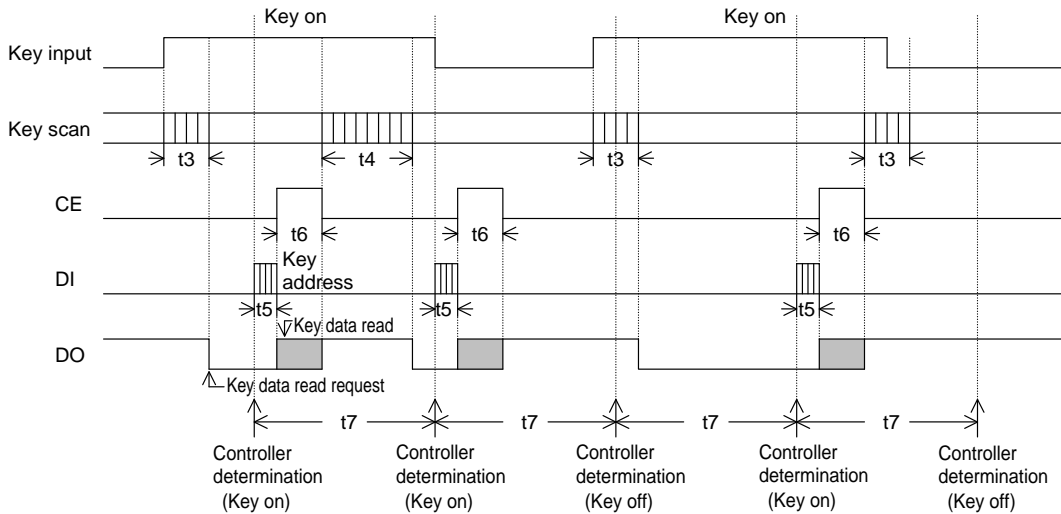 Key on
Key on
Key input
Key scan
t3
t4
t3
t3
CE
t6
t6
t6
DI
Key
address
t5
t5
t5
Key data read
DO
Key data read request
t7
t7
t7
t7
Controller
determination
(Key on)
Controller
determination
(Key on)
Controller
determination
(Key off)
Controller
determination
(Key on)
Controller
determination
(Key off)